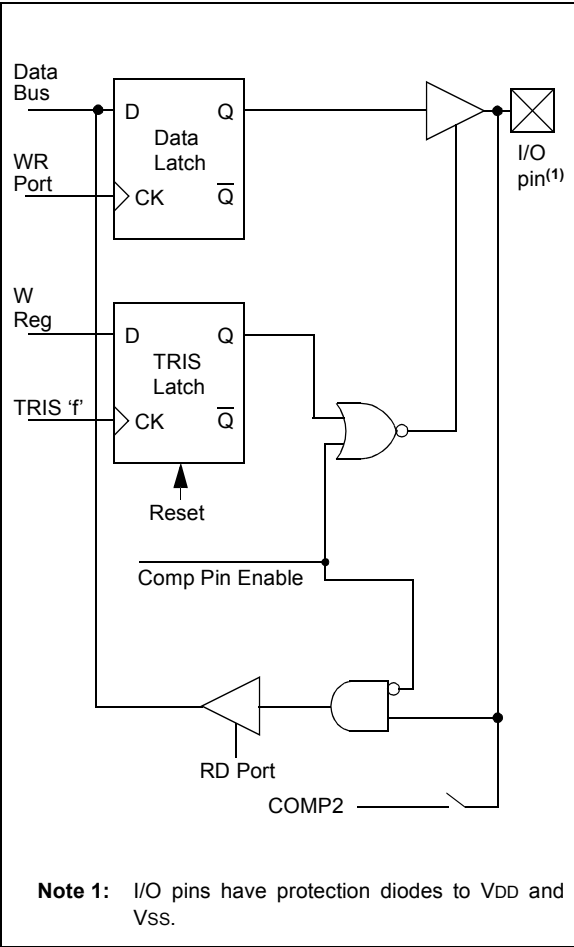 Data
Bus
D Q
Data
Latch
WR
Port
CK Q
I/O
pin(1)
W
Reg
D Q
TRIS
Latch
TRIS ‘f’
CK Q
Reset
Comp Pin Enable
RD Port
COMP2
Note 1: I/O pins have protection diodes to VDD and
VSS.